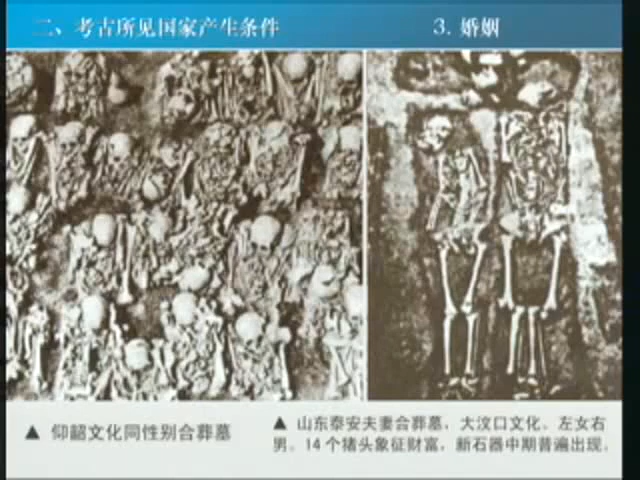 二、考古所见国家产生条件
3. 婚姻
▲ 仰韶文化同性别合葬墓
▲ 山东泰安夫妻合葬墓，大汶口文化。左女右
男。14个猪头象征财富，新石器中期普遍出现。